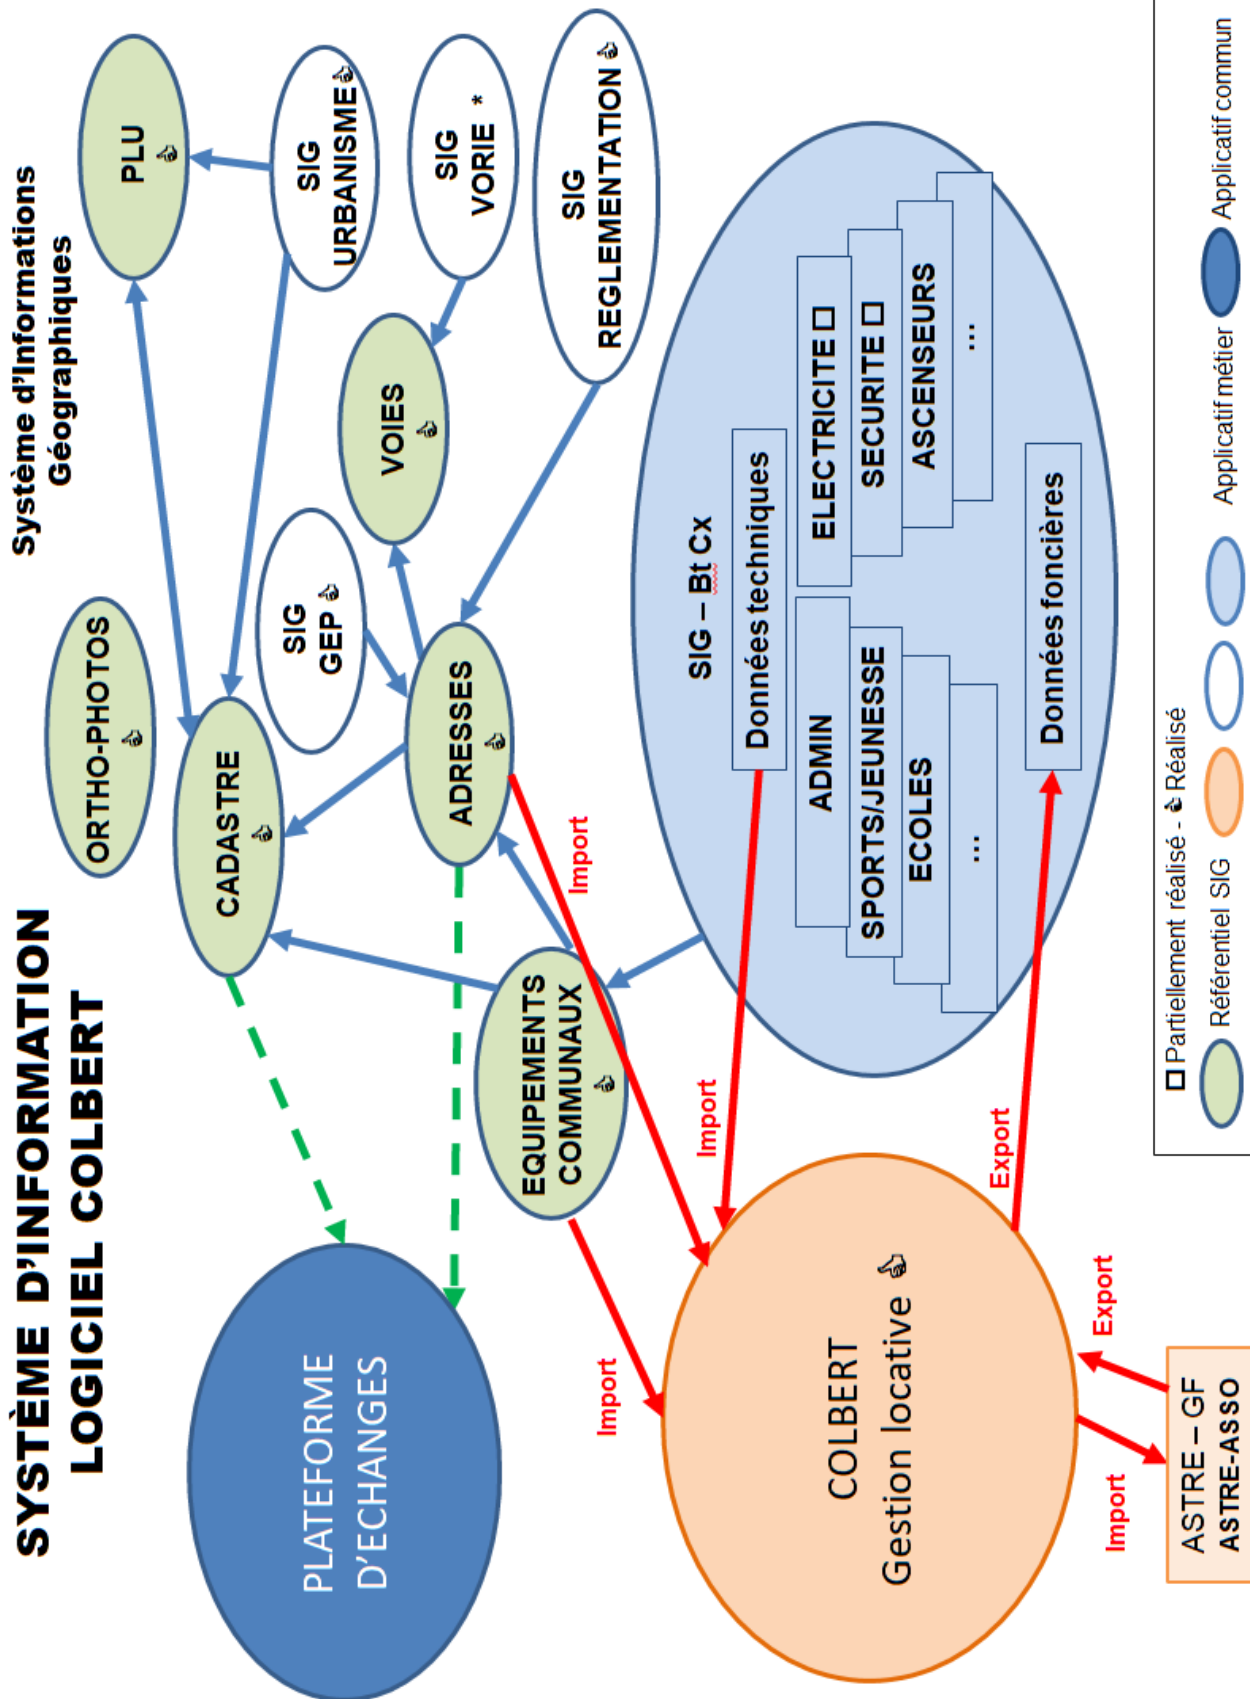 SYSTÈME D'INFORMATION
LOGICIEL COLBERT
Système d'Informations
Géographiques
ORTHO-PHOTOS
PLU
CADASTRE
SIG
URBANISME
SIG
GEP
VOIES
SIG
VORIE *
ADRESSES
SIG
REGLEMENTATION
PLATEFORME
D'ECHANGES
EQUIPEMENTS
COMMUNAUX
Import
Import
Import
SIG – Bt Cx
Données techniques
ADMIN
SPORTS/JEUNESSE
ECOLES
...
ELECTRICITE □
SECURITE □
ASCENSEURS
...
Données foncières
COLBERT
Gestion locative
Export
Import
Export
ASTRE – GF
ASTRE-ASSO
□ Partiellement réalisé - Réalisé
Référentiel SIG
Applicatif métier
Applicatif commun